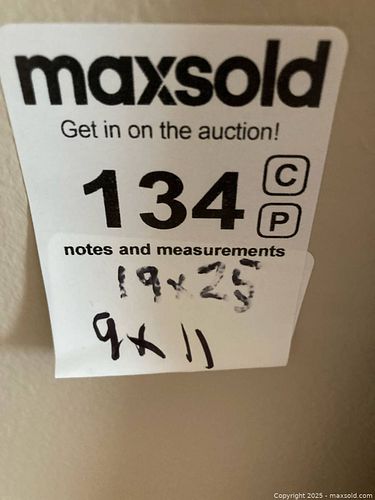 maxsold
Get in on the auction!
134
C
P
notes and measurements
19x25
9x11
Copyright 2025 - maxsold.com